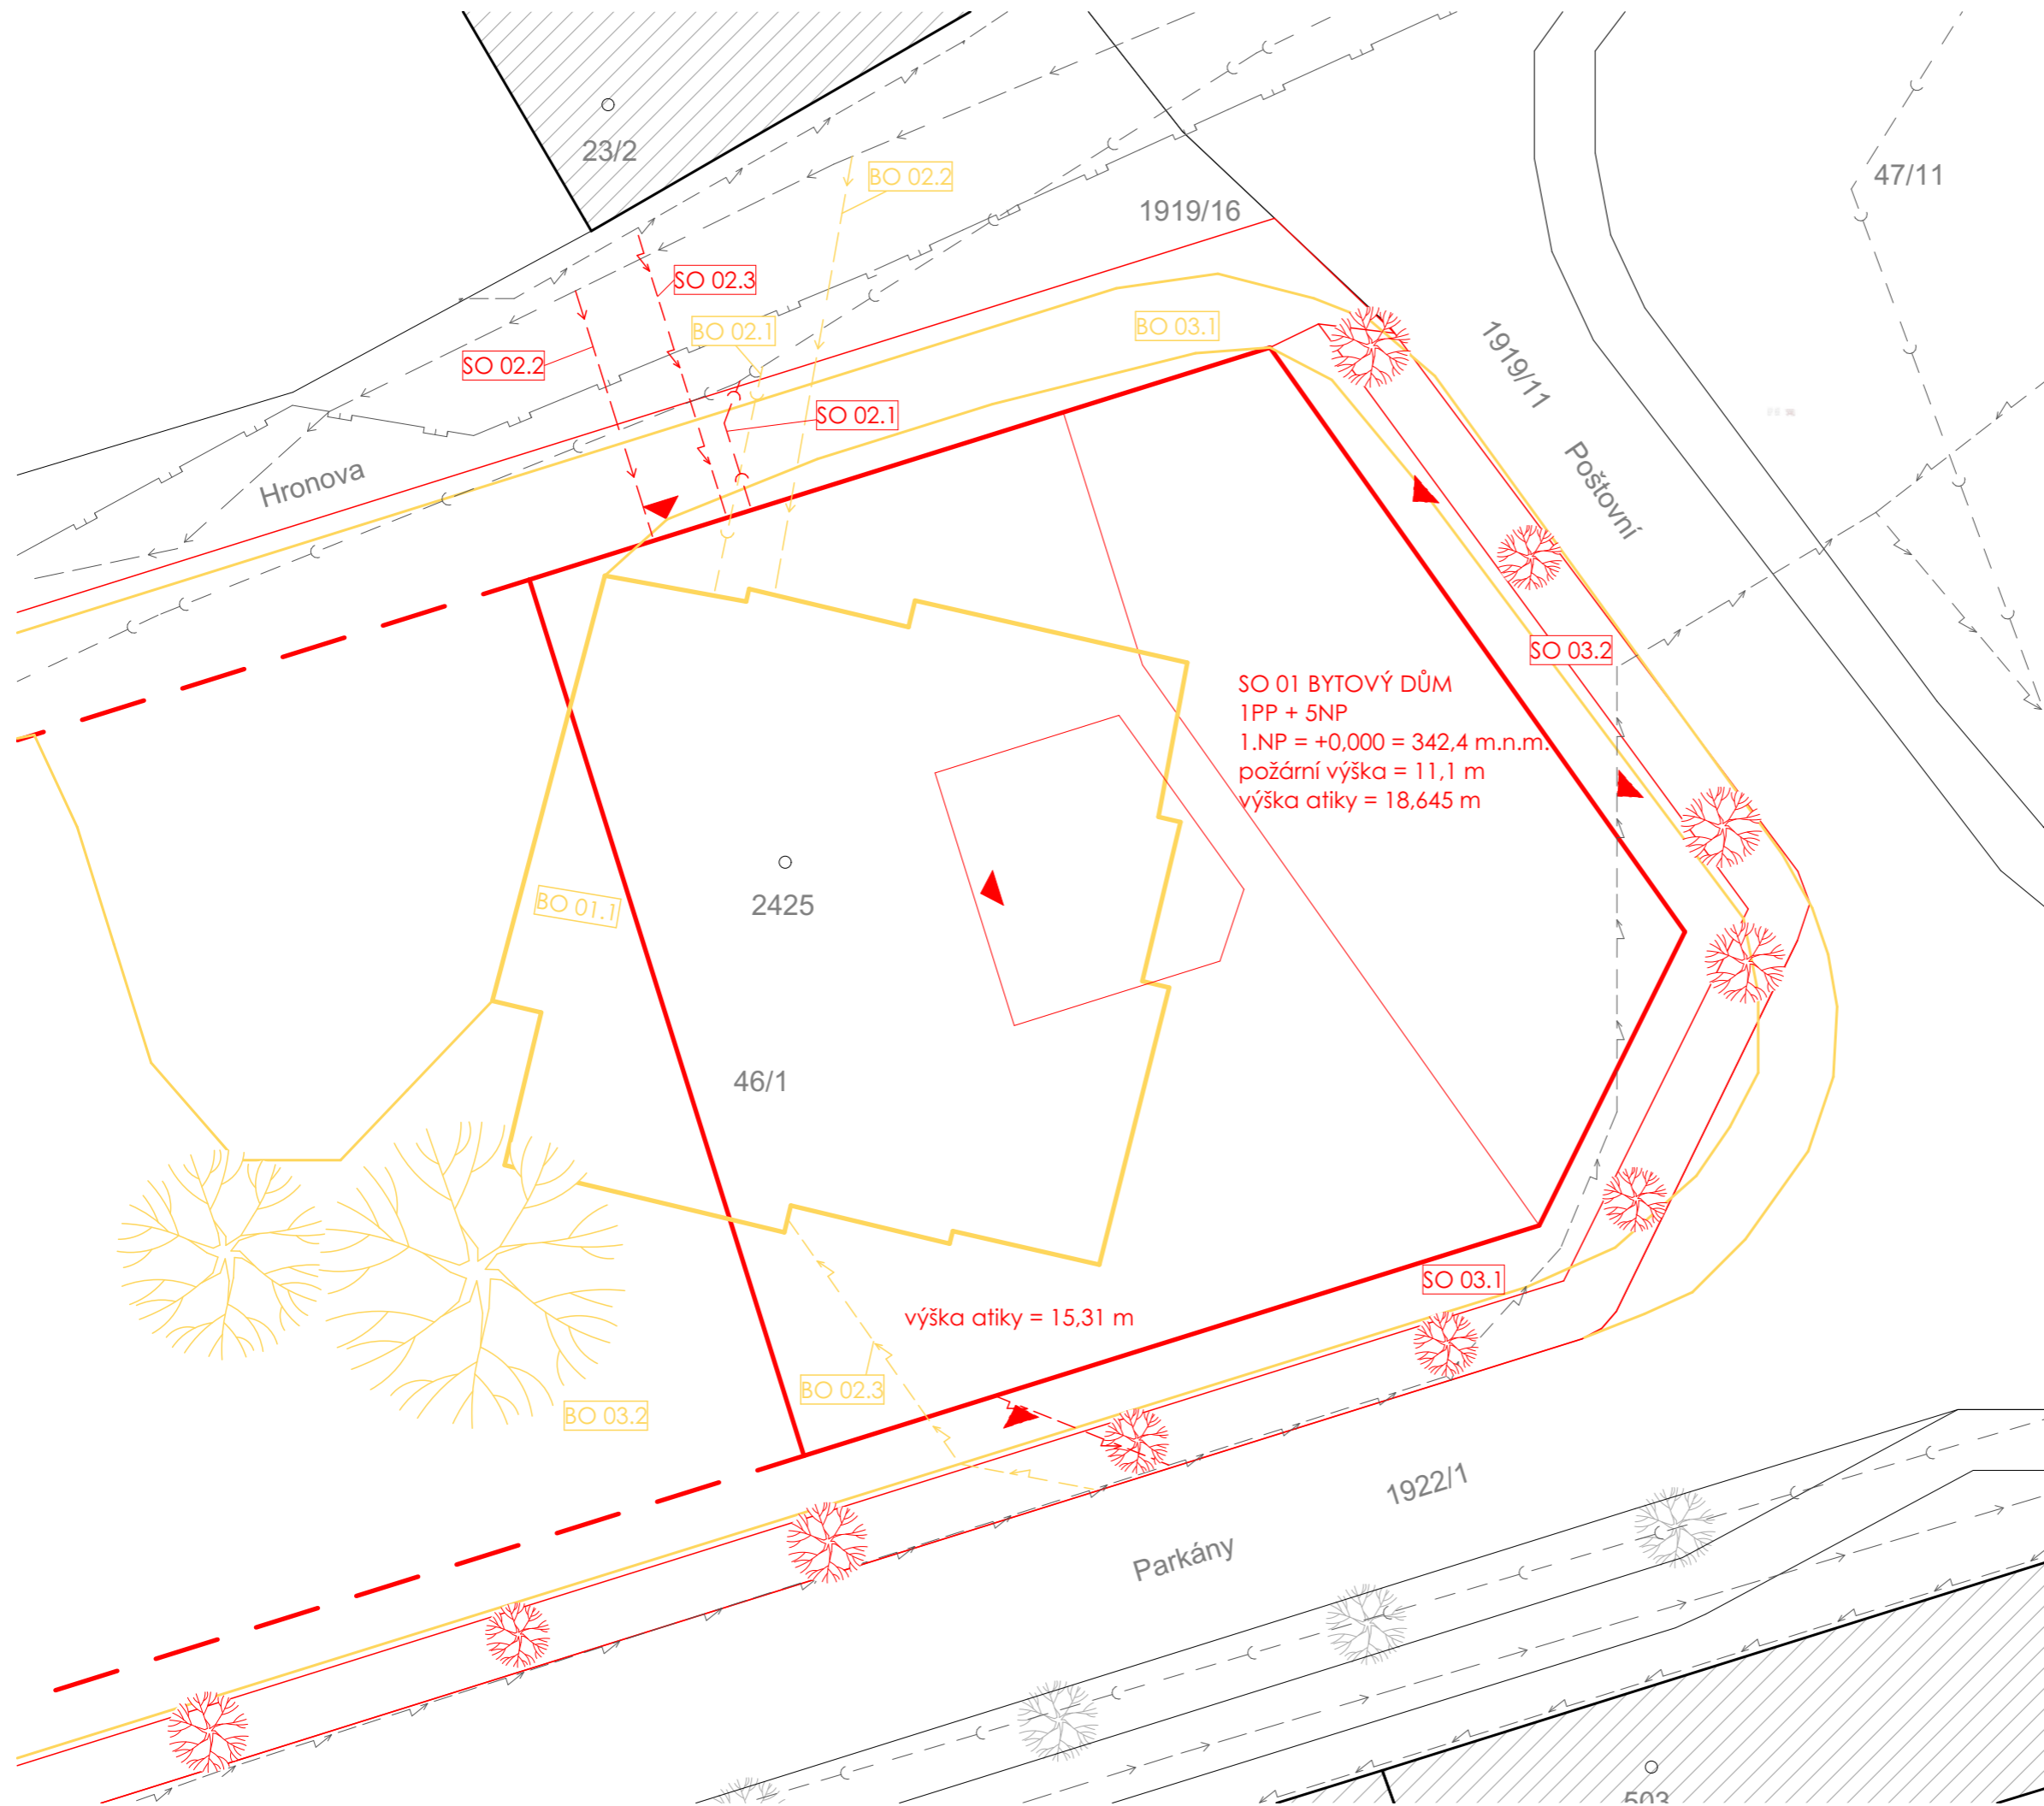 23/2
BO 02.2
47/11
1919/16
SO 02.3
BO 02.1
BO 03.1
SO 02.2
1919/11
SO 02.1
Hronova
Poštovní
SO 03.2
SO 01 BYTOVÝ DŮM
1PP + 5NP
1.NP = +0,000 = 342,4 m.n.m.
požární výška = 11,1 m
výška atiky = 18,645 m
BO 01.1
2425
46/1
SO 03.1
výška atiky = 15,31 m
BO 02.3
BO 03.2
1922/1
Parkány
503